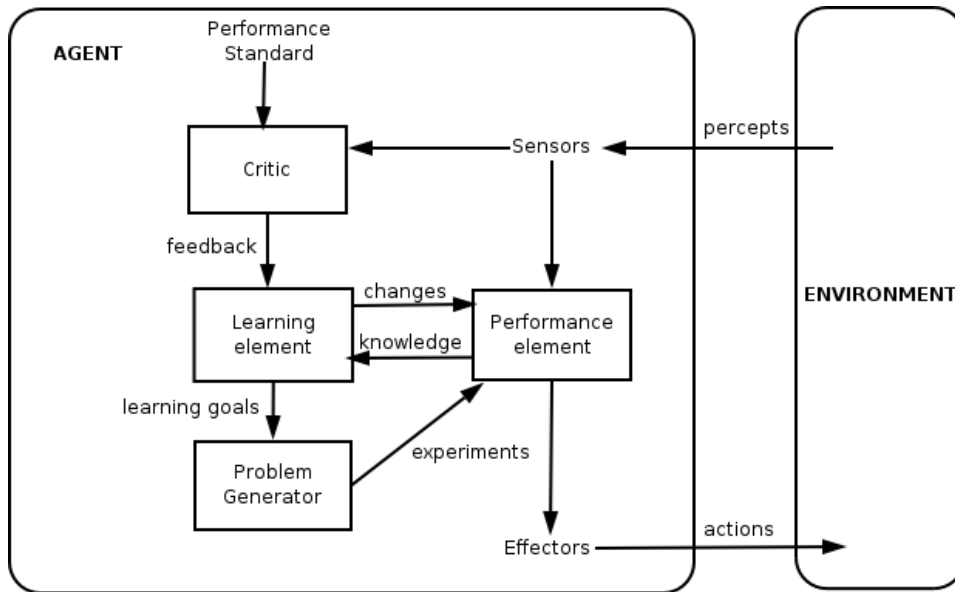 Performance
Standard
AGENT
percepts
Sensors
Critic
feedback
changes
ENVIRONMENT
Learning
element
Performance
element
knowledge
learning goals
experiments
Problem
Generator
Effectors
actions